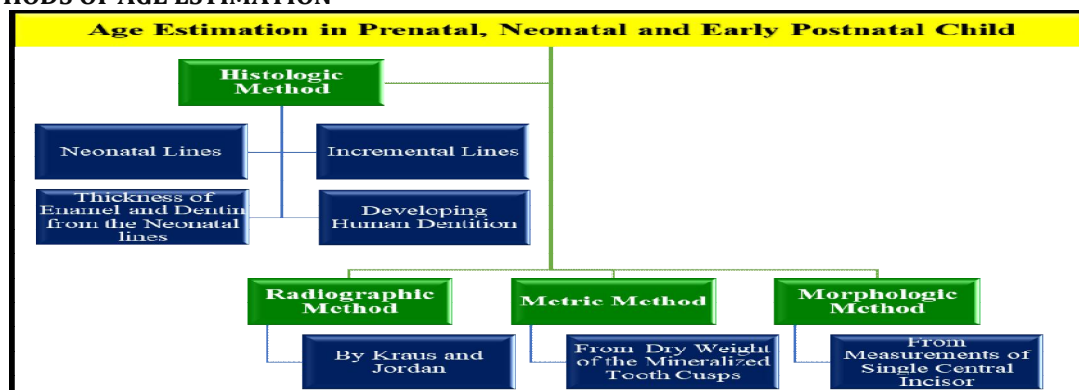 HODS OF AGE ESTIMATION
Age Estimation in Prenatal, Neonatal and Early Postnatal Child
Histologic
Method
Neonatal Lines
Incremental Lines
Thickness of
Enamel and Dentin
from the Neonatal
lines
Developing
Human Dentition
Radiographic
Method
Metric Method
Morphologic
Method
By Kraus and
Jordan
From Dry Weight
of the Mineralized
Tooth Cusps
From
Measurements of
Single Central
Incisor